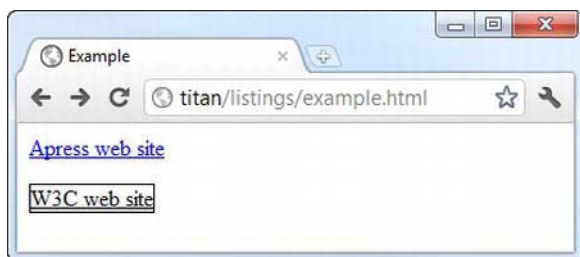 Example
titan/listings/example.html
Apress web site
W3C web site